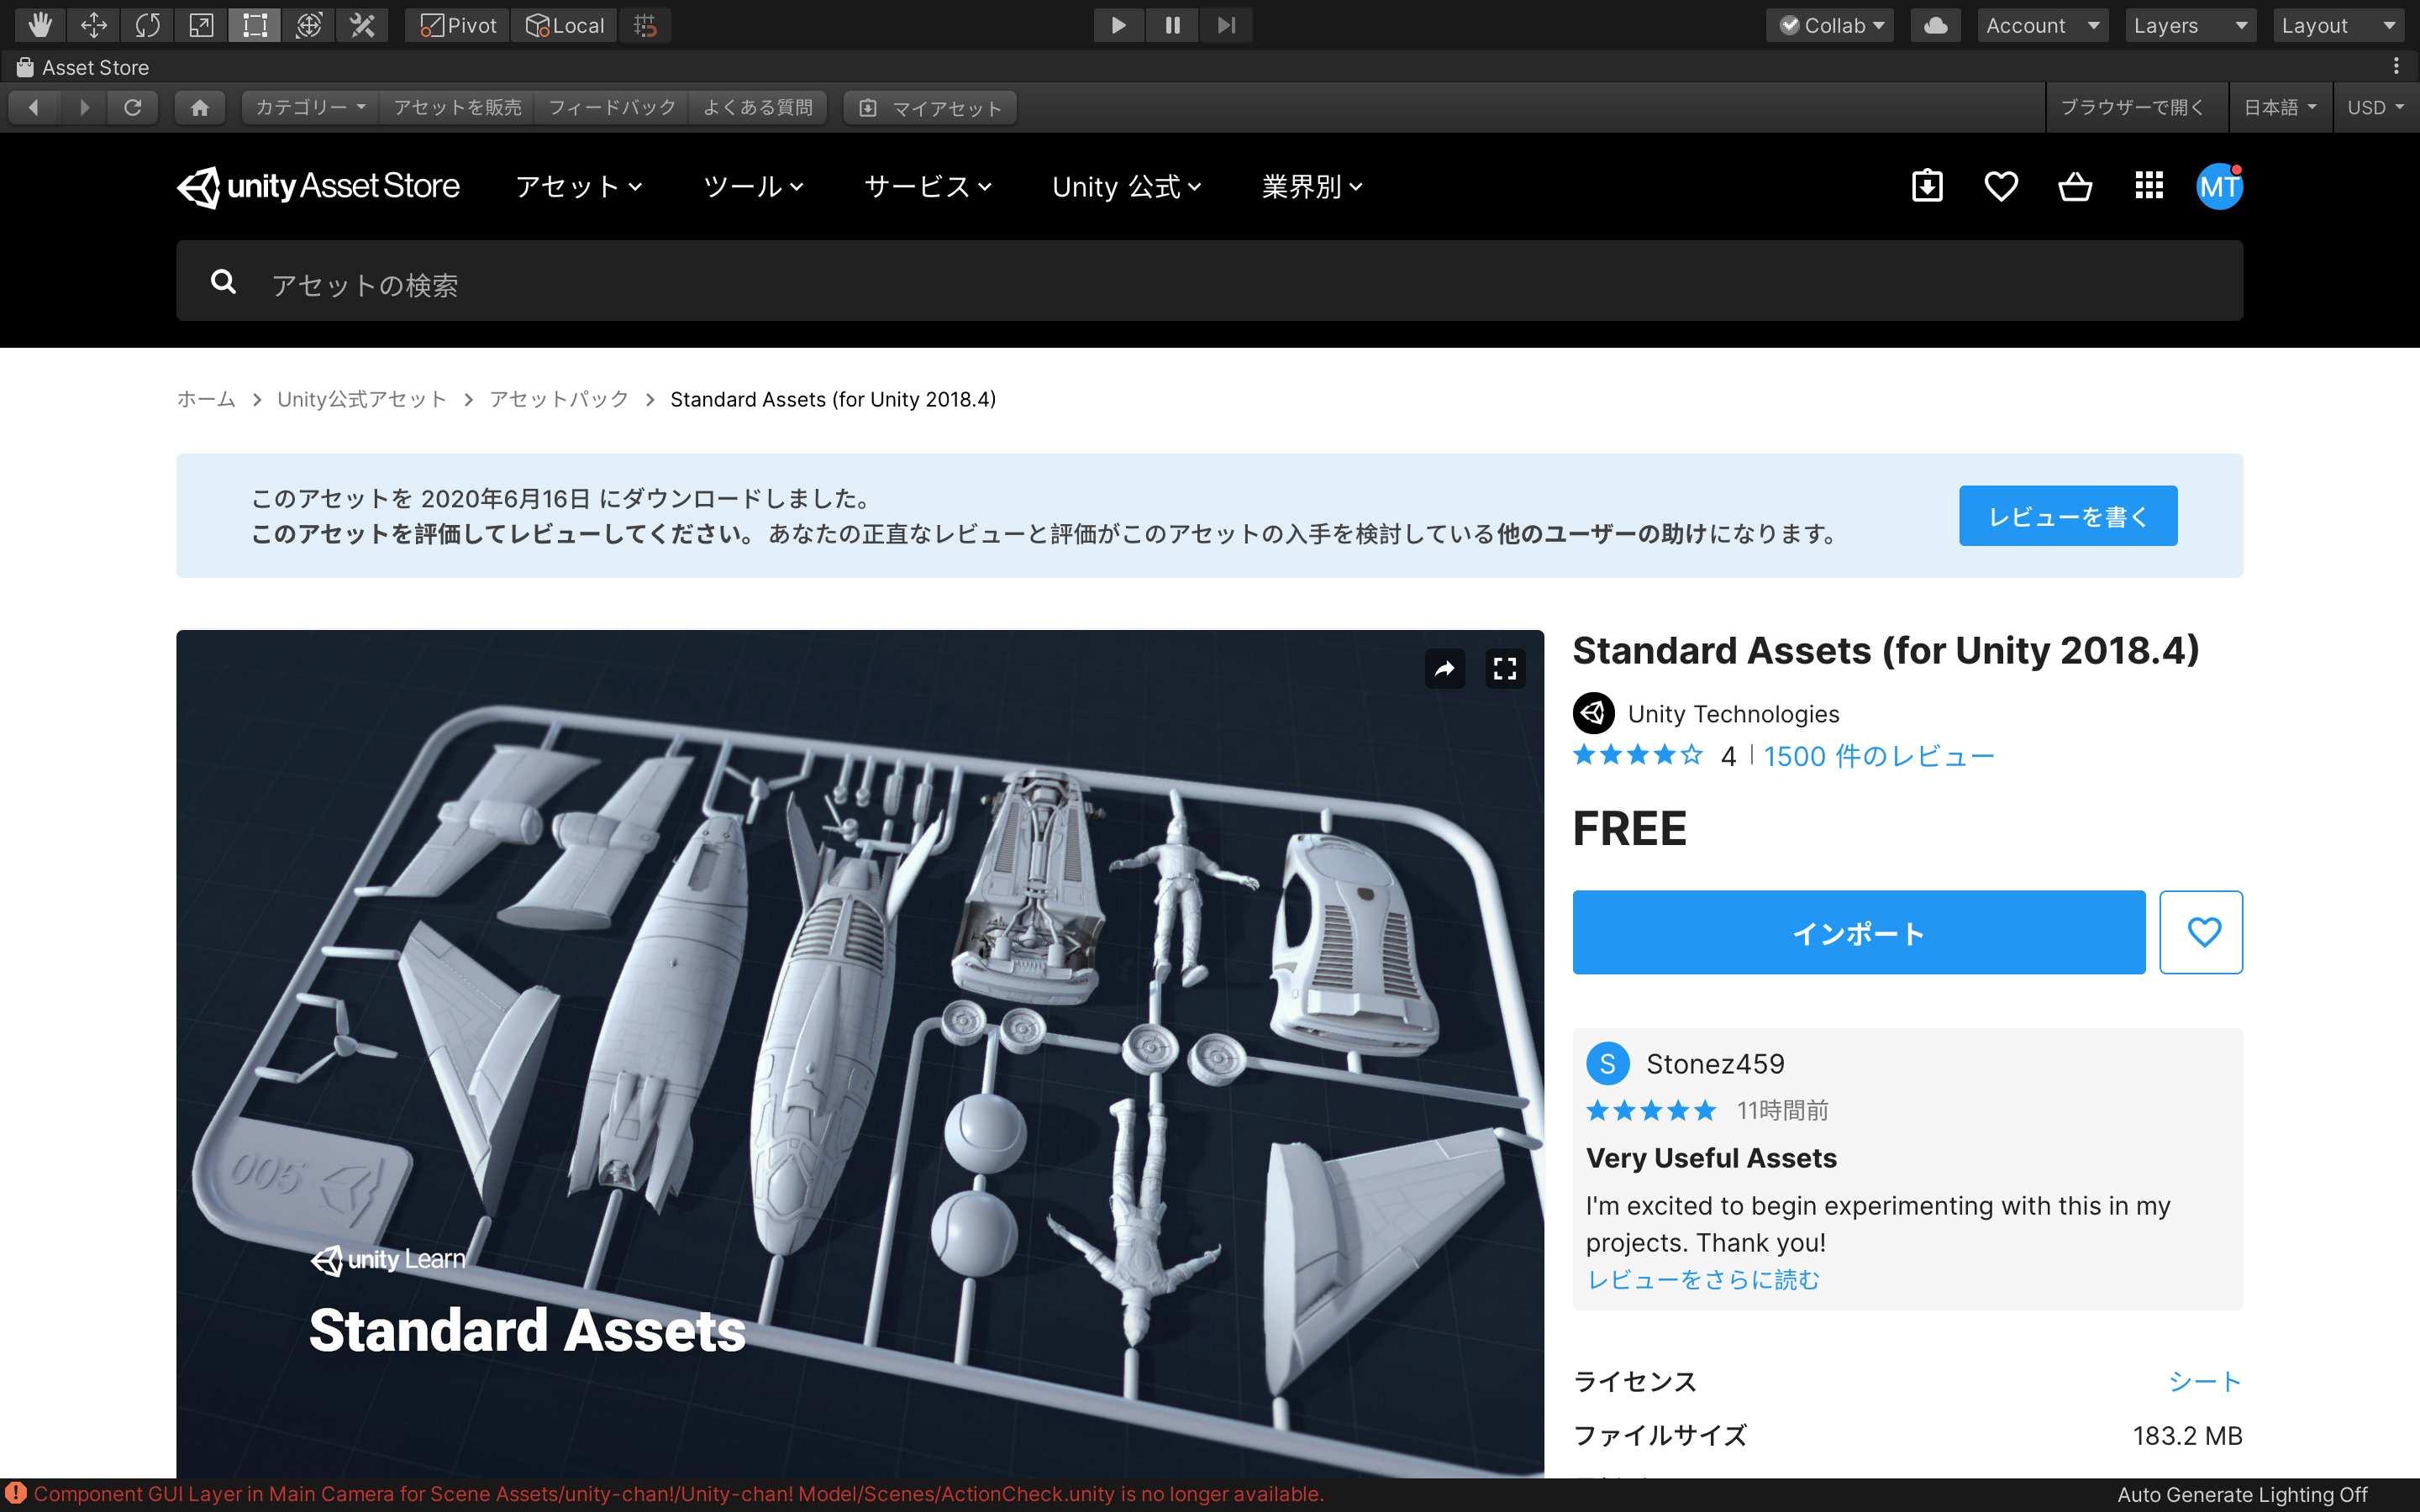 Pivot Local Collab Account Layers Layout
Asset Store
カテゴリー アセットを販売 フィードバック よくある質問 マイアセット ブラウザーで開く 日本語 USD
unity Asset Store アセット ツール サービス Unity 公式 業界別 MT
アセットの検索
ホーム > Unity公式アセット > アセットパック > Standard Assets (for Unity 2018.4)
このアセットを 2020年6月16日 にダウンロードしました。
このアセットを評価してレビューしてください。 あなたの正直なレビューと評価がこのアセットの入手を検討している他のユーザーの助けになります。
レビューを書く
005
unity Learn
Standard Assets
Standard Assets (for Unity 2018.4)
Unity Technologies
4 | 1500 件のレビュー
FREE
インポート
S Stonez459
11時間前
Very Useful Assets
I'm excited to begin experimenting with this in my
projects. Thank you!
レビューをさらに読む
ライセンス シート
ファイルサイズ 183.2 MB
Component GUI Layer in Main Camera for Scene Assets/unity-chan!/Unity-chan! Model/Scenes/ActionCheck.unity is no longer available.
Auto Generate Lighting Off